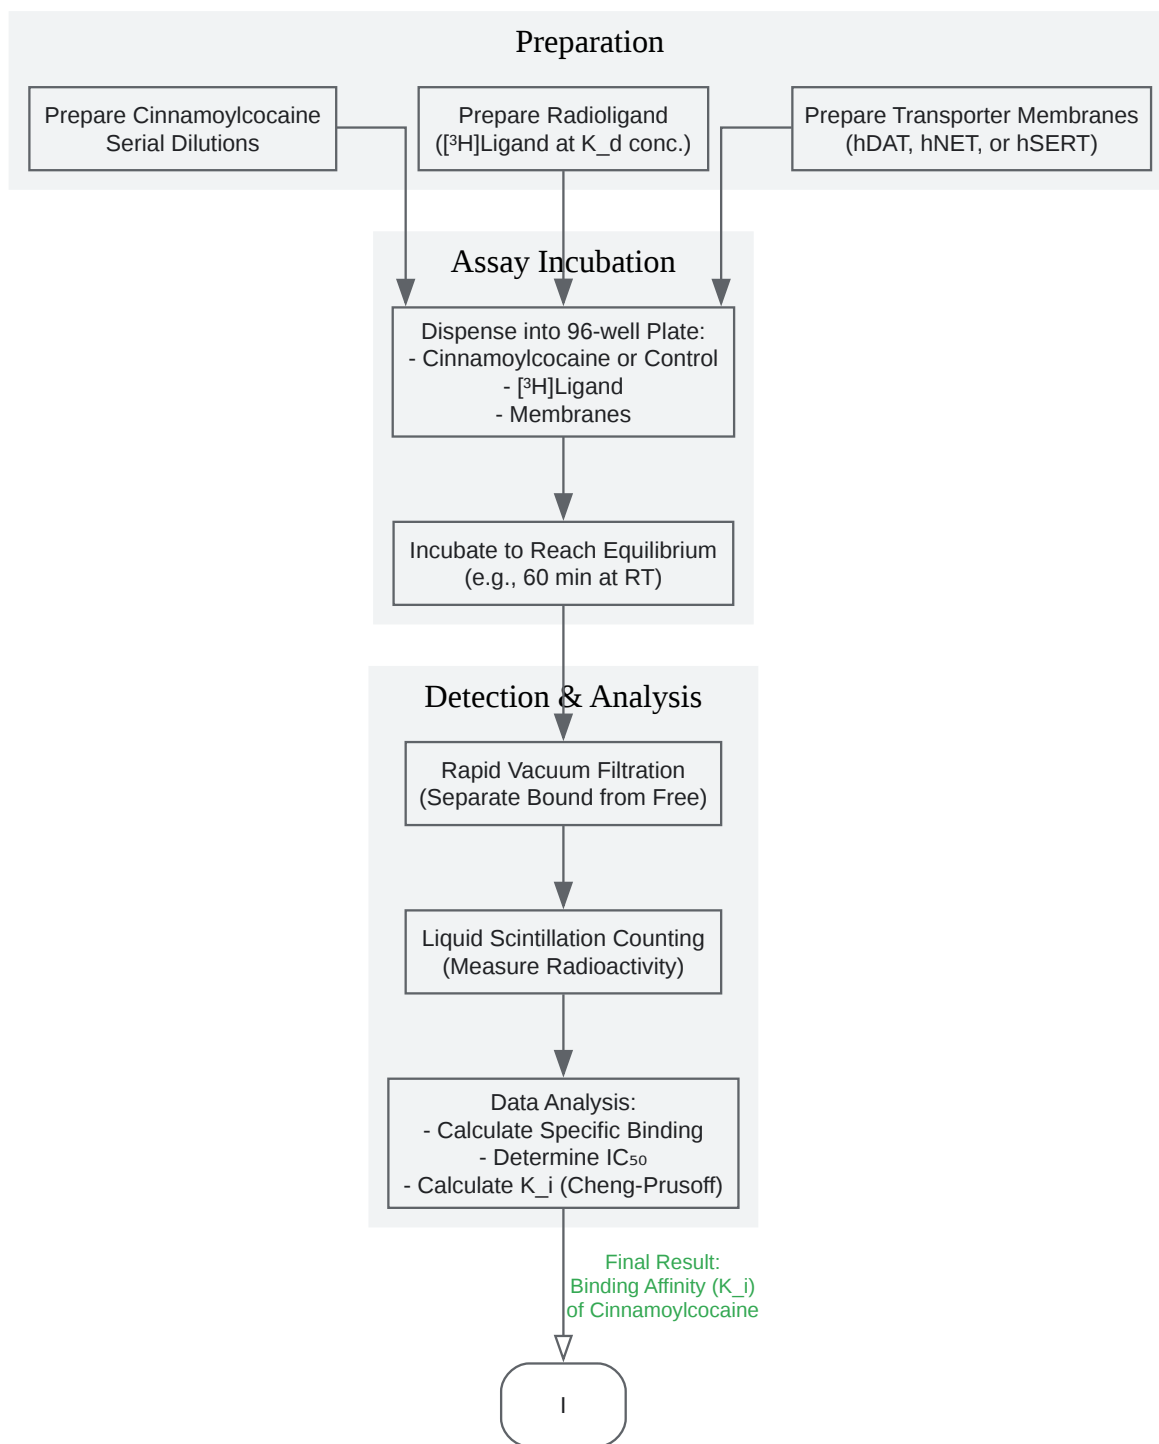 Preparation
Prepare Cinnamoylcocaine
Serial Dilutions
Prepare Radioligand
([³H]Ligand at K_d conc.)
Prepare Transporter Membranes
(hDAT, hNET, or hSERT)
Assay Incubation
Dispense into 96-well Plate:
- Cinnamoylcocaine or Control
- [³H]Ligand
- Membranes
Incubate to Reach Equilibrium
(e.g., 60 min at RT)
Detection & Analysis
Rapid Vacuum Filtration
(Separate Bound from Free)
Liquid Scintillation Counting
(Measure Radioactivity)
Data Analysis:
- Calculate Specific Binding
- Determine IC₅₀
- Calculate K_i (Cheng-Prusoff)
Final Result:
Binding Affinity (K_i)
of Cinnamoylcocaine
I